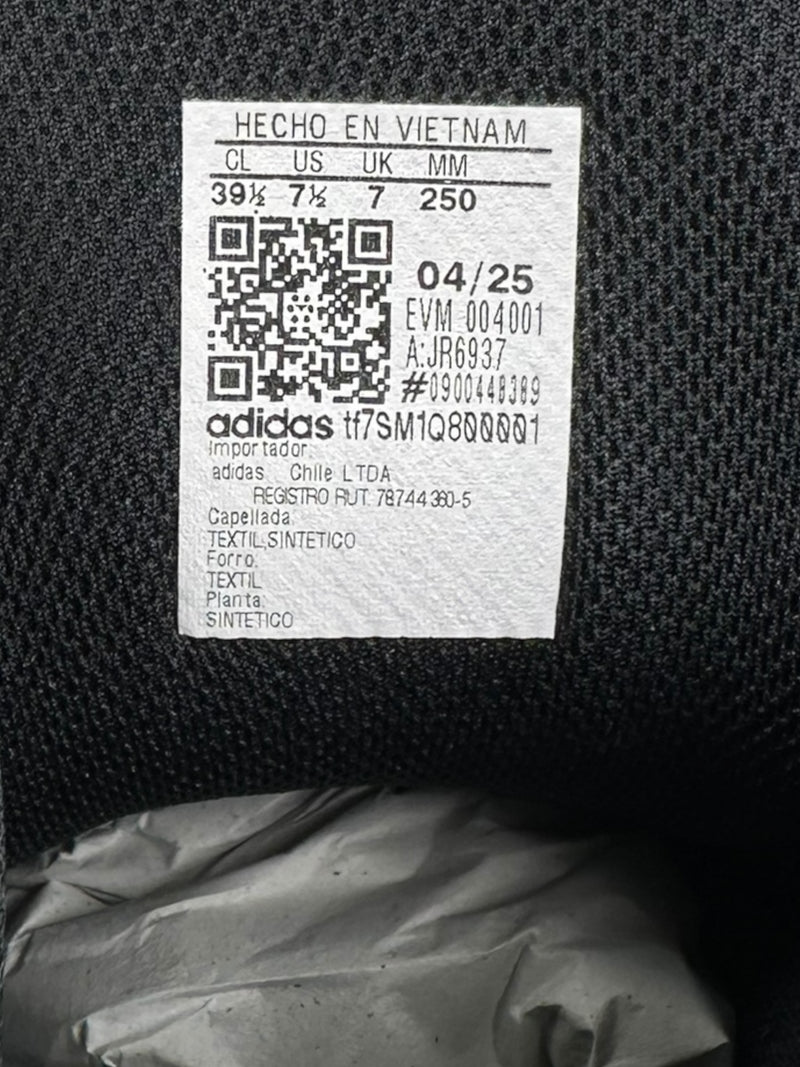 HECHO EN VIETNAM
CL US UK MM
39½ 7½ 7 250
04/25
EVM 004001
A:JR6937
#0900448389
adidas tf7SM1Q800001
Importador:
adidas Chile LTDA
REGISTRO RUT. 78744360-5
Capellada:
TEXTIL,SINTETICO
Forro:
TEXTIL
Planta:
SINTETICO